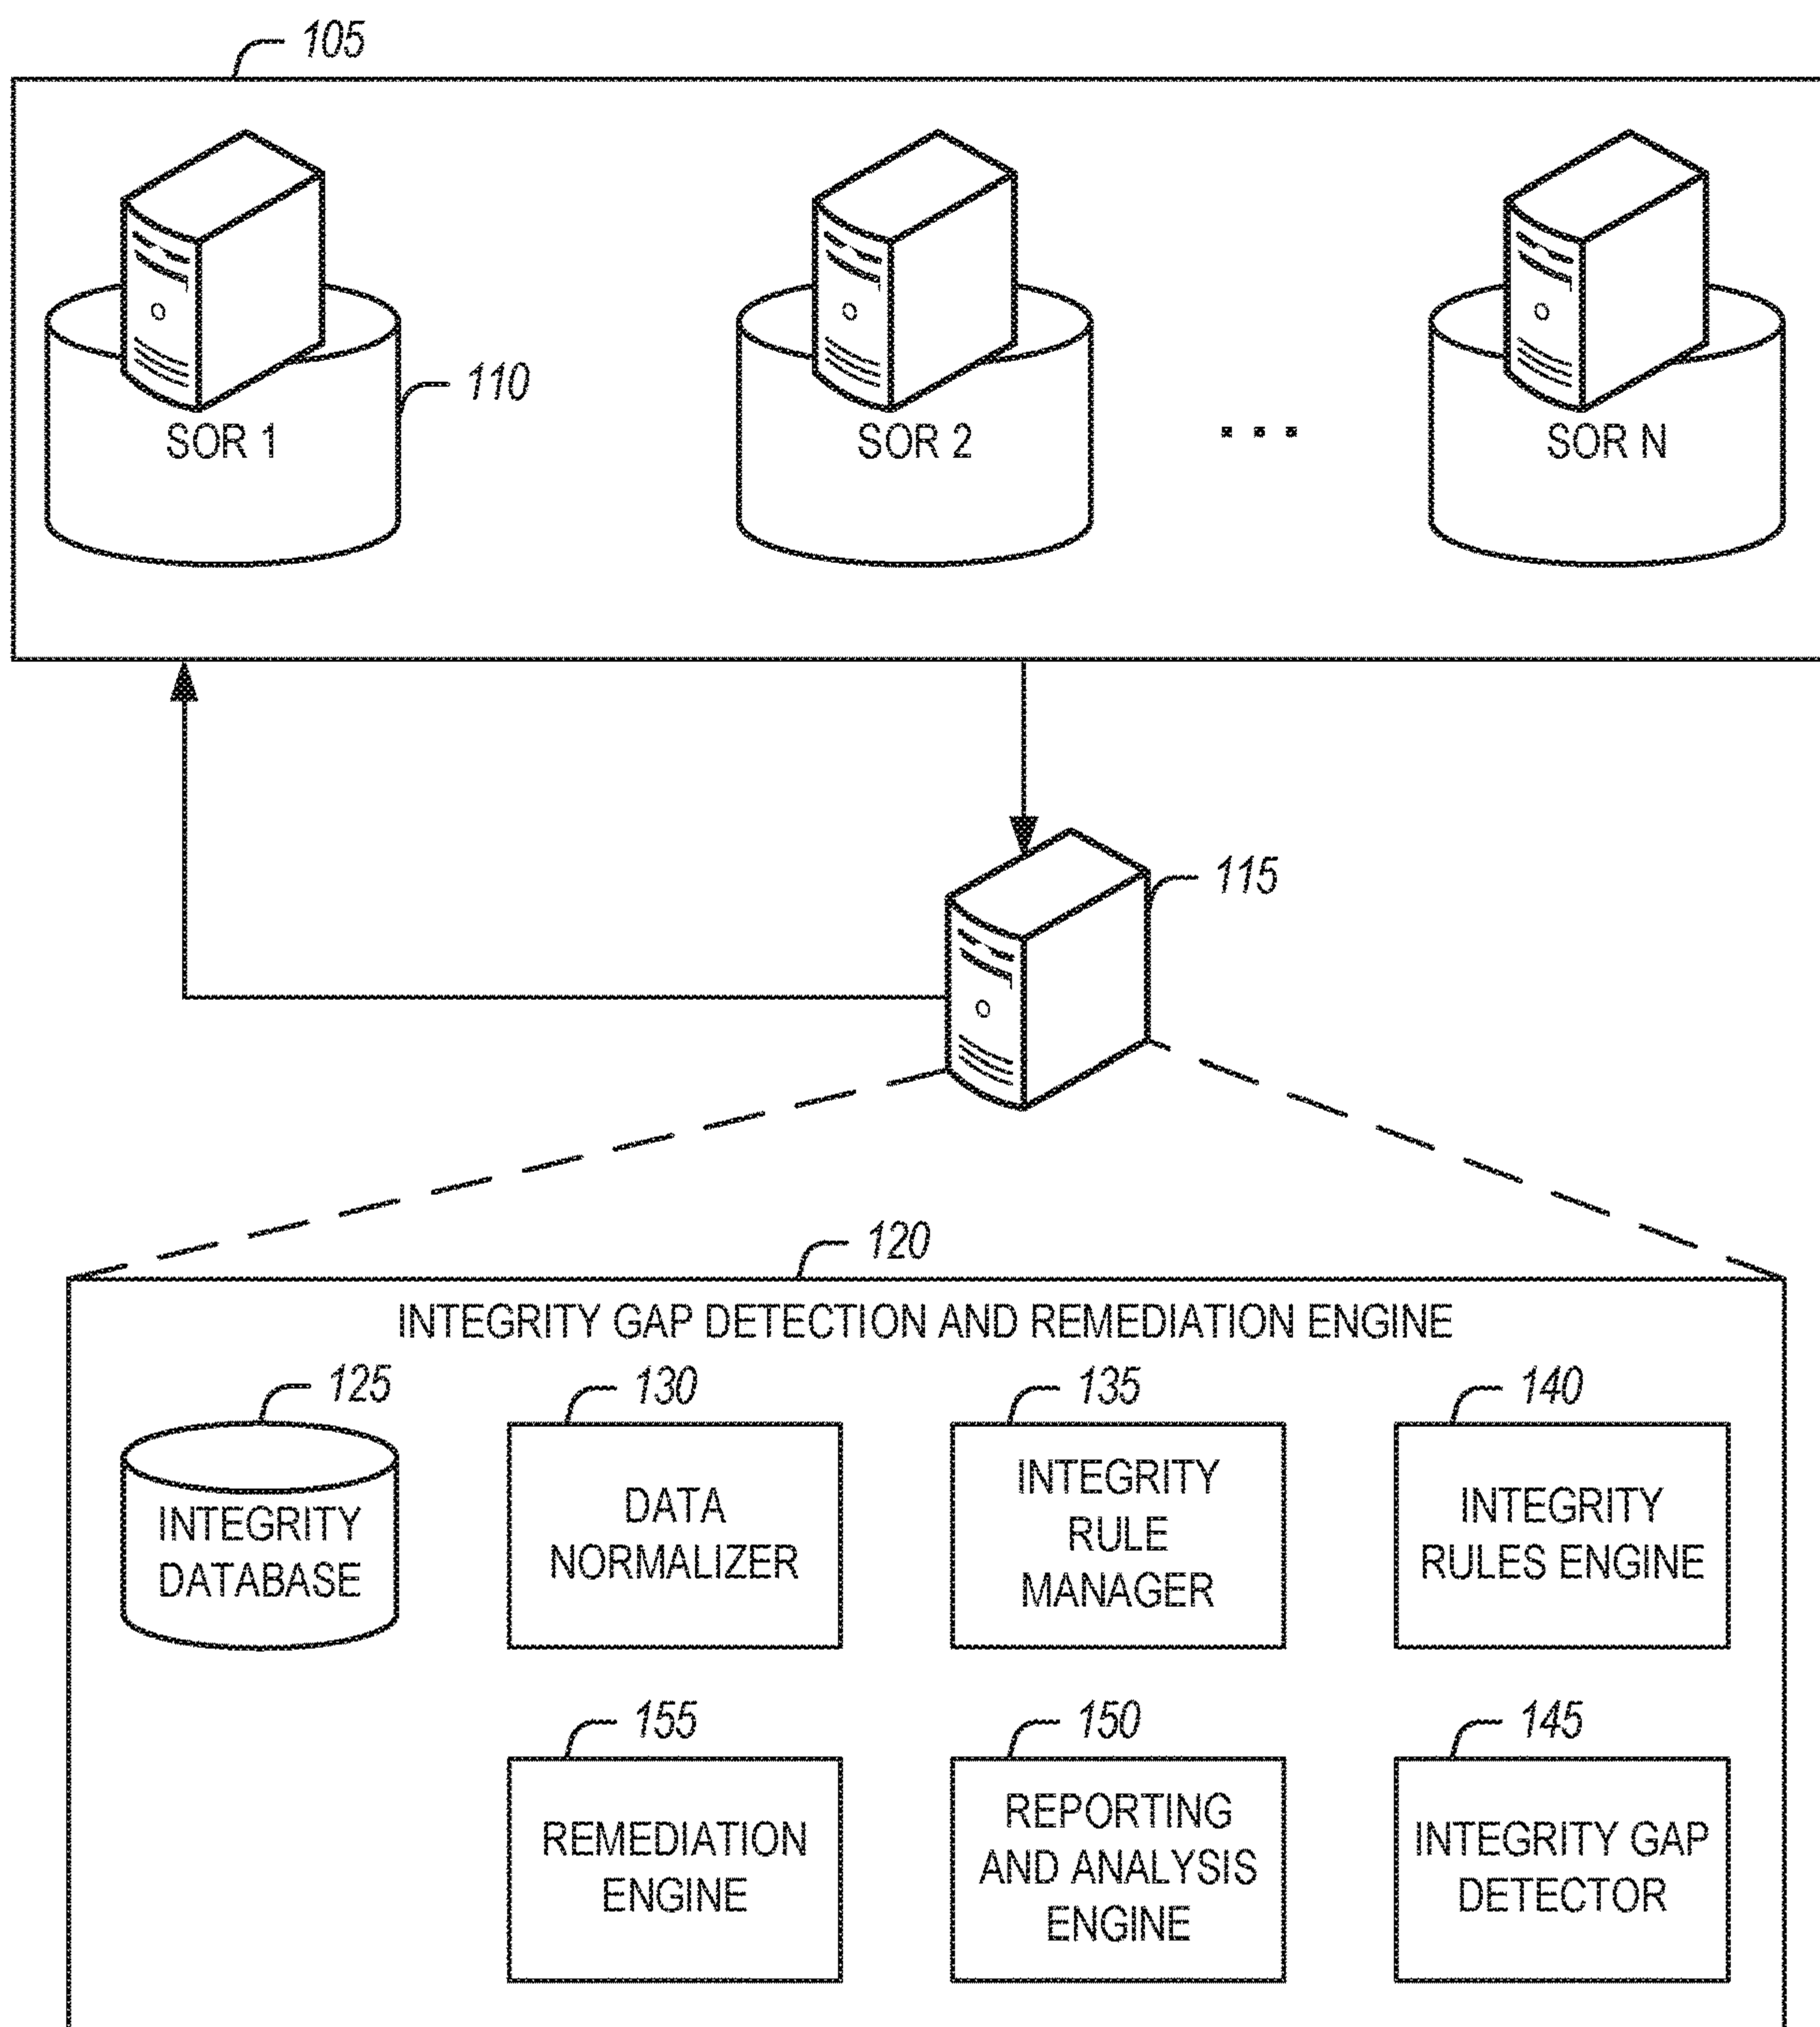 105
110
SOR 1
SOR 2
...
SOR N
115
120
INTEGRITY GAP DETECTION AND REMEDIATION ENGINE
125
130
135
140
INTEGRITY
DATABASE
DATA
NORMALIZER
INTEGRITY
RULE
MANAGER
INTEGRITY
RULES ENGINE
155
150
145
REMEDIATION
ENGINE
REPORTING
AND ANALYSIS
ENGINE
INTEGRITY GAP
DETECTOR